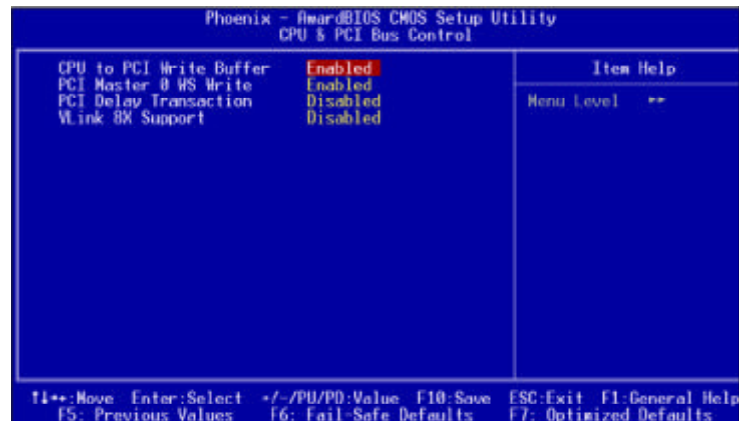 Phoenix - AwardBIOS CMOS Setup Utility
CPU & PCI Bus Control
CPU to PCI Write Buffer Enabled
PCI Master 0 WS Write Enabled
PCI Delay Transaction Disabled
VLink 8X Support Disabled
Item Help
Menu Level ►►
↑↓→←:Move Enter:Select +/-/PU/PD:Value F10:Save ESC:Exit F1:General Help
F5: Previous Values F6: Fail-Safe Defaults F7: Optimized Defaults